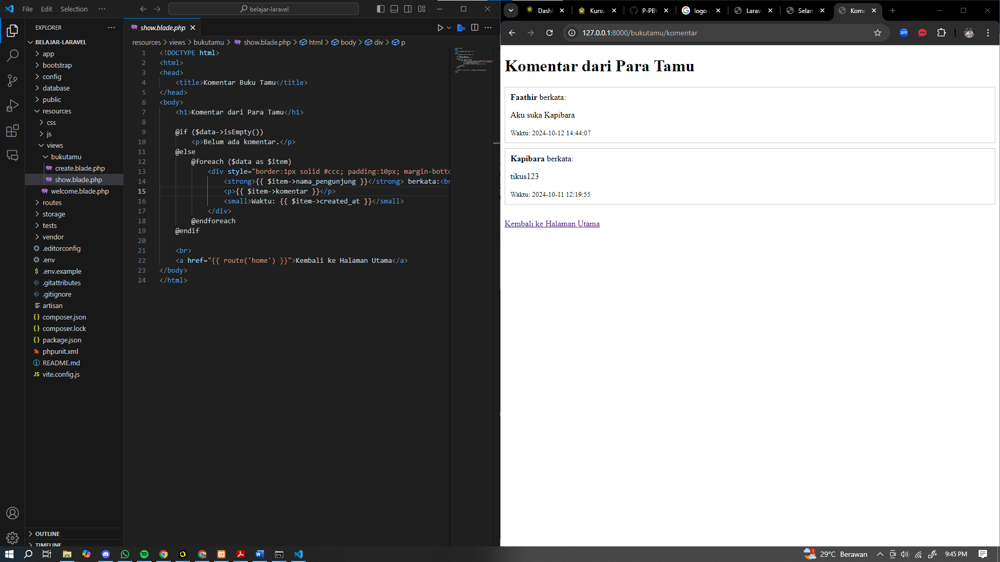 File Edit Selection ··· belajar-laravel
EXPLORER ···
BELAJAR-LARAVEL
app
bootstrap
config
database
public
resources
css
js
views
bukutamu
create.blade.php
show.blade.php
welcome.blade.php
routes
storage
tests
vendor
.editorconfig
.env
.env.example
.gitattributes
.gitignore
artisan
composer.json
composer.lock
package.json
phpunit.xml
README.md
vite.config.js
OUTLINE
TIMELINE
show.blade.php
resources > views > bukutamu > show.blade.php > html > body > div > p
1 <!DOCTYPE html>
2 <html>
3 <head>
4 <title>Komentar Buku Tamu</title>
5 </head>
6 <body>
7 <h1>Komentar dari Para Tamu</h1>
8
9 @if ($data->isEmpty())
10 <p>Belum ada komentar.</p>
11 @else
12 @foreach ($data as $item)
13 <div style="border:1px solid #ccc; padding:10px; margin-botto
14 <strong>{{ $item->nama_pengunjung }}</strong> berkata:<br
15 <p>{{ $item->komentar }}</p>
16 <small>Waktu: {{ $item->created_at }}</small>
17 </div>
18 @endforeach
19 @endif
20
21 <br>
22 <a href="{{ route('home') }}">Kembali ke Halaman Utama</a>
23 </body>
24 </html>
Dashl Kursu P-PBV logo Larav Selan Kome
127.0.0.1:8000/bukutamu/komentar
zm
Komentar dari Para Tamu
Faathir berkata:
Aku suka Kapibara
Waktu: 2024-10-12 14:44:07
Kapibara berkata:
tikus123
Waktu: 2024-10-11 12:19:55
Kembali ke Halaman Utama
1 29°C Berawan 9:45 PM